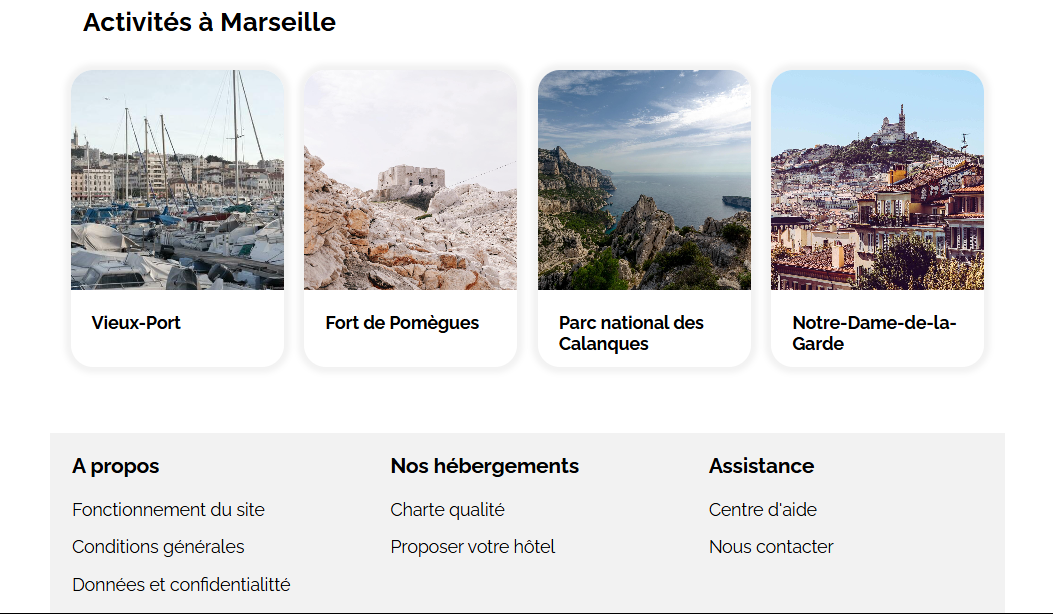 Activités à Marseille
Vieux-Port
Fort de Pomègues
Parc national des
Calanques
Notre-Dame-de-la-
Garde
A propos
Fonctionnement du site
Conditions générales
Données et confidentialitté
Nos hébergements
Charte qualité
Proposer votre hôtel
Assistance
Centre d'aide
Nous contacter